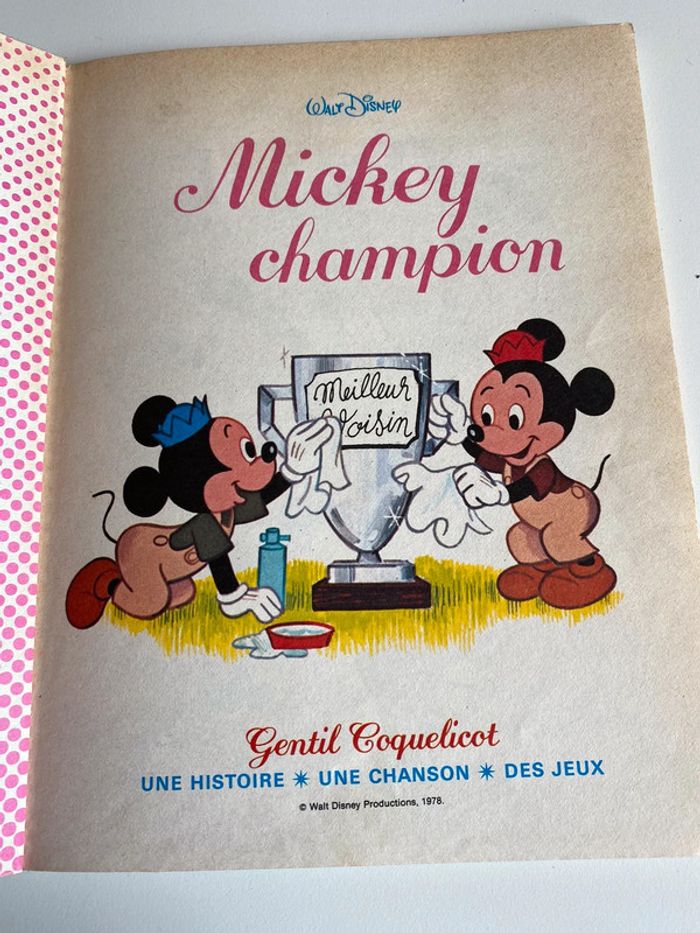 Walt Disney
Mickey
champion
Meilleur
Voisin
Gentil Coquelicot
UNE HISTOIRE * UNE CHANSON * DES JEUX
© Walt Disney Productions, 1978.